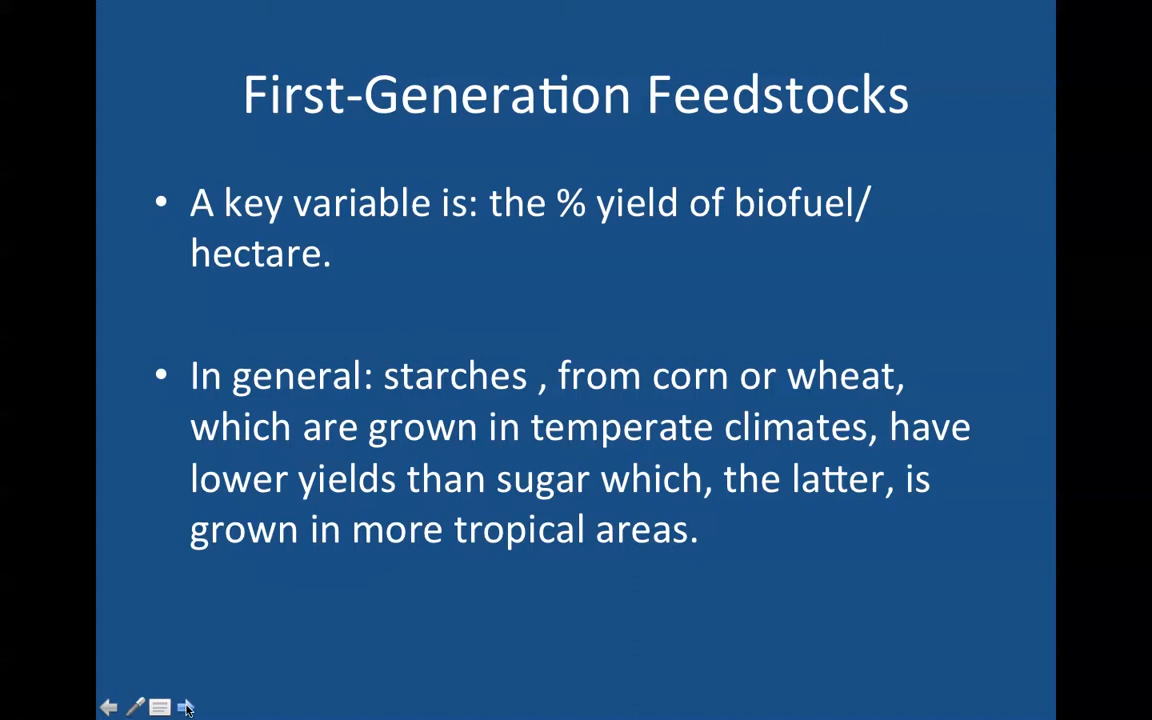 First-Generation Feedstocks
• A key variable is: the % yield of biofuel/
hectare.
• In general: starches , from corn or wheat,
which are grown in temperate climates, have
lower yields than sugar which, the latter, is
grown in more tropical areas.